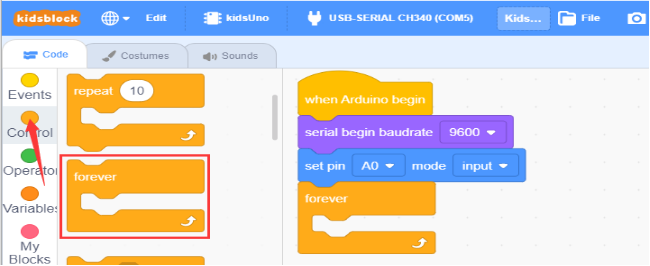 kidsblock Edit kidsUno USB-SERIAL CH340 (COM5) Kids... File
Code Costumes Sounds
Events
Control
Operator
Variables
My
Blocks
repeat 10
forever
when Arduino begin
serial begin baudrate 9600
set pin A0 mode input
forever